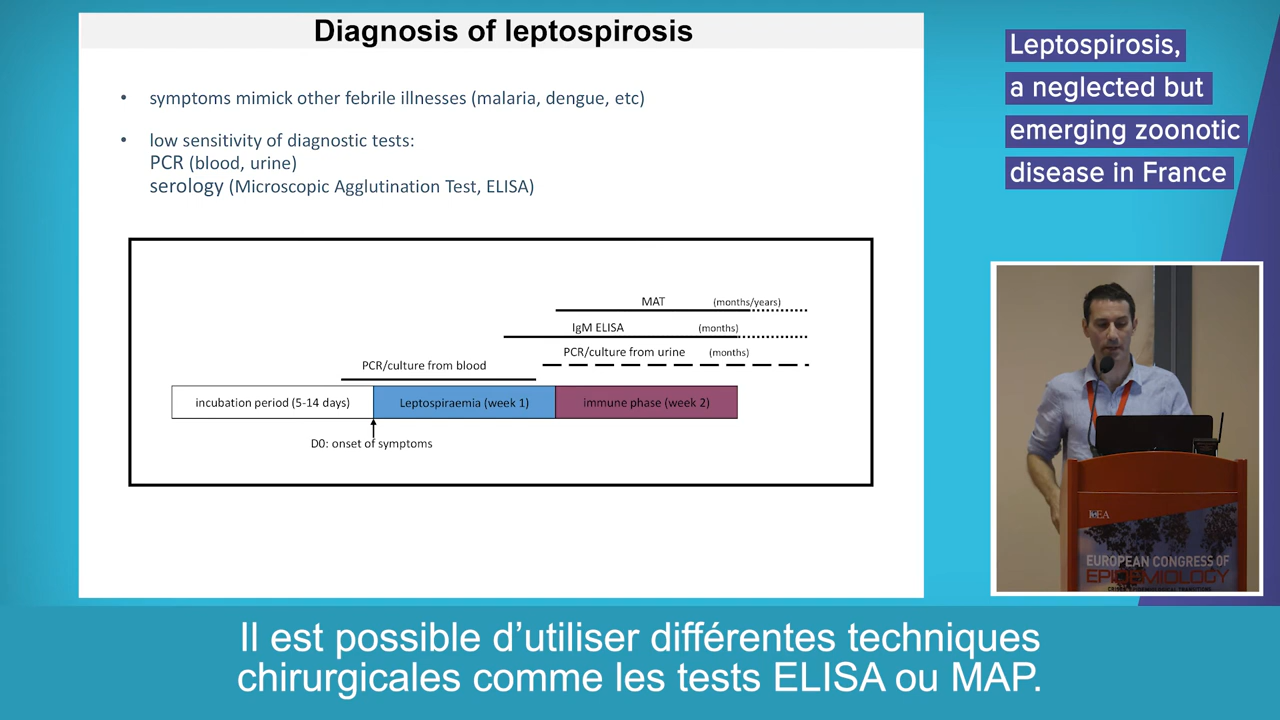 Diagnosis of leptospirosis
• symptoms mimick other febrile illnesses (malaria, dengue, etc)
• low sensitivity of diagnostic tests:
PCR (blood, urine)
serology (Microscopic Agglutination Test, ELISA)
MAT (months/years)
IgM ELISA (months)
PCR/culture from urine (months)
PCR/culture from blood
incubation period (5-14 days)
Leptospiraemia (week 1)
immune phase (week 2)
D0: onset of symptoms
Leptospirosis,
a neglected but
emerging zoonotic
disease in France
EUROPEAN CONGRESS OF
EPIDEMIOLOGY
Il est possible d’utiliser différentes techniques
chirurgicales comme les tests ELISA ou MAP.